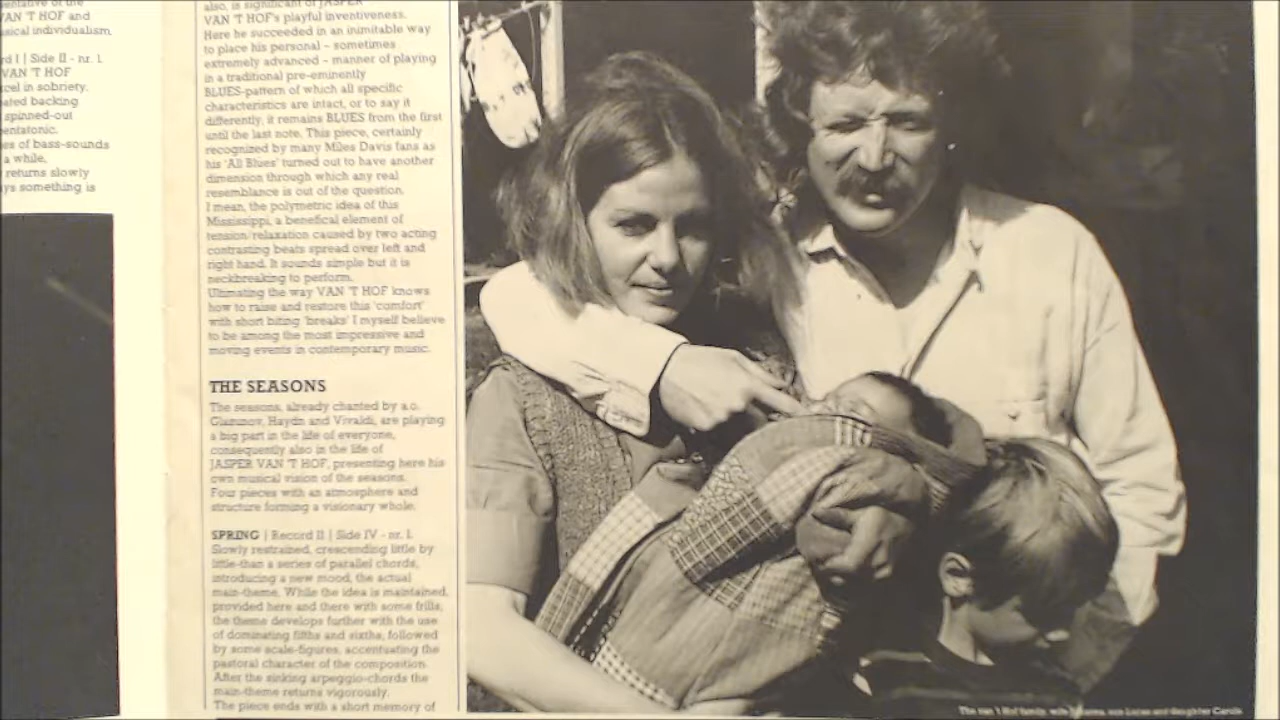 VAN 'T HOF and
musical individualism,
Side II - nr. 1.
VAN 'T HOF
in sobriety.
backing
spinned-out
of bass-sounds
a while,
returns slowly
something is
also, is significant of JASPER
VAN 'T HOF's playful inventiveness.
Here he succeeded in an inimitable way
to place his personal – sometimes
extremely advanced – manner of playing
in a traditional pre-eminently
BLUES-pattern of which all specific
characteristics are intact, or to say it
differently, it remains BLUES from the first
until the last note. This piece, certainly
recognized by many Miles Davis fans as
his 'All Blues' turned out to have another
dimension through which any real
resemblance is out of the question.
I mean, the polymetric idea of this
Mississippi, a benefical element of
tension/relaxation caused by two acting
contrasting beats spread over left and
right hand. It sounds simple but it is
neckbreaking to perform.
Ultimating the way VAN 'T HOF knows
how to raise and restore this 'comfort'
with short biting 'breaks' I myself believe
to be among the most impressive and
moving events in contemporary music.
THE SEASONS
The seasons, already chanted by a.o.
Glazunov, Haydn and Vivaldi, are playing
a big part in the life of everyone,
consequently also in the life of
JASPER VAN 'T HOF, presenting here his
own musical vision of the seasons.
Four pieces with an atmosphere and
structure forming a visionary whole.
SPRING | Record II | Side IV - nr. 1.
Slowly restrained, crescending little by
little-than a series of parallel chords,
introducing a new mood, the actual
main-theme. While the idea is maintained,
provided here and there with some frills,
the theme develops further with the use
of dominating fifths and sixths, followed
by some scale-figures, accentuating the
pastoral character of the composition.
After the sinking arpeggio-chords the
main-theme returns vigorously.
The piece ends with a short memory of
The van 't Hof family, wife son and daughter Carola